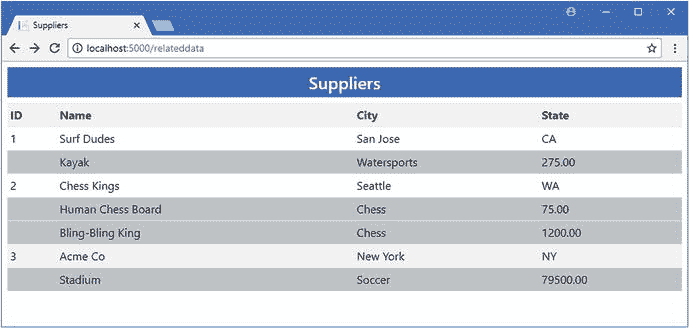 Suppliers
localhost:5000/relateddata
Suppliers
ID Name City State
1 Surf Dudes San Jose CA
Kayak Watersports 275.00
2 Chess Kings Seattle WA
Human Chess Board Chess 75.00
Bling-Bling King Chess 1200.00
3 Acme Co New York NY
Stadium Soccer 79500.00